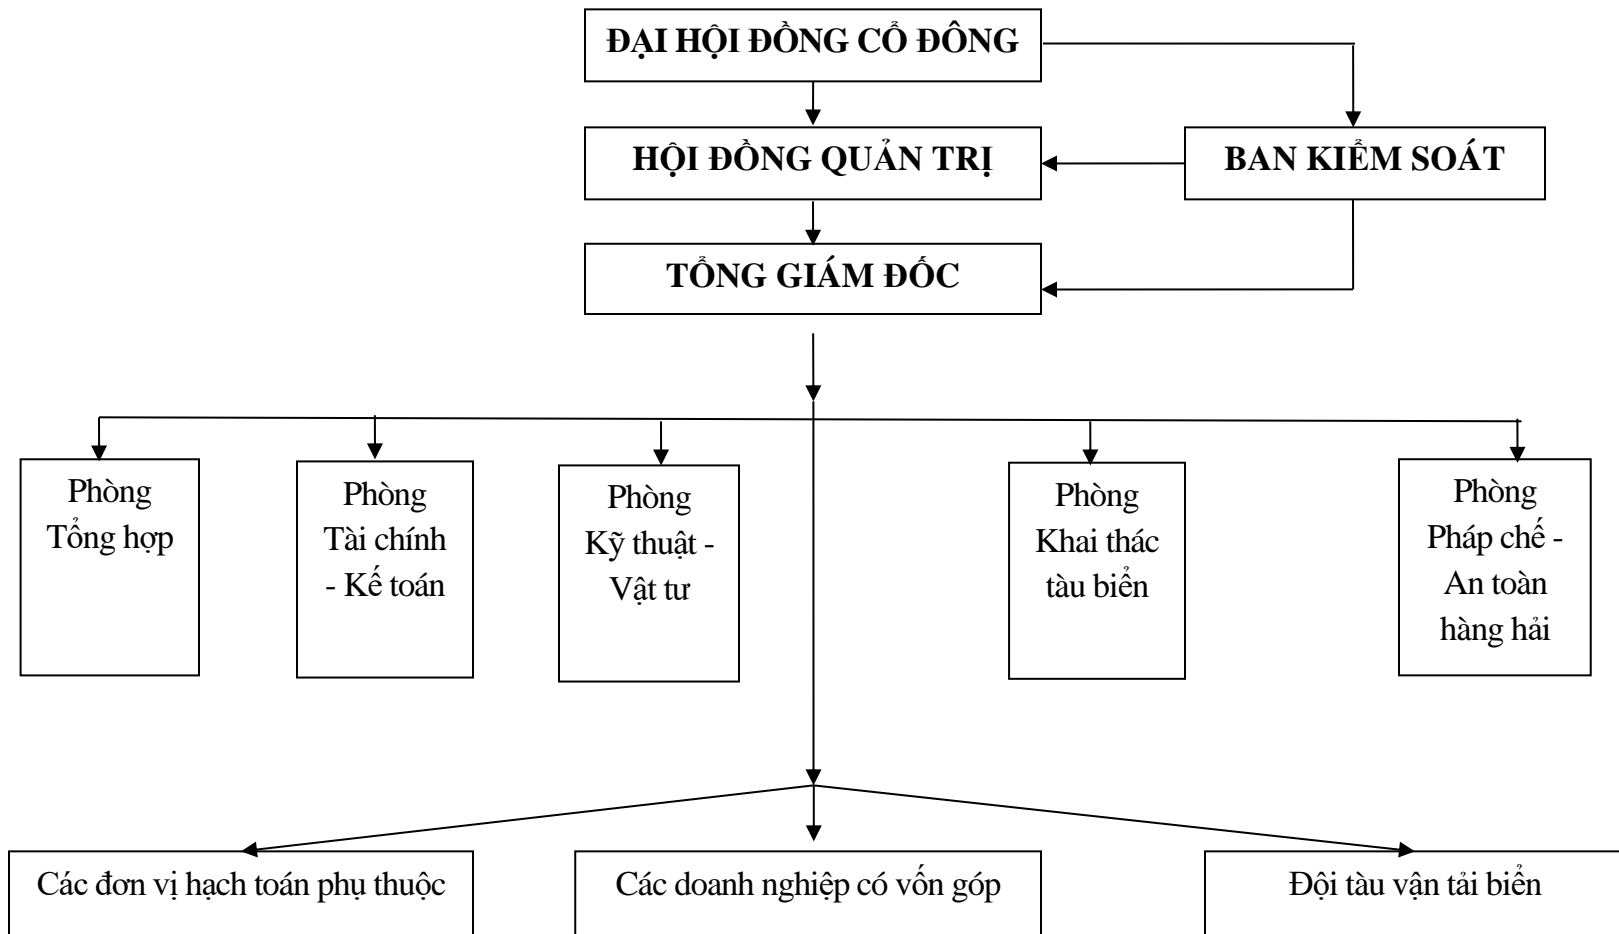 ĐẠI HỘI ĐỒNG CỔ ĐÔNG
HỘI ĐỒNG QUẢN TRỊ
BAN KIỂM SOÁT
TỔNG GIÁM ĐỐC
Phòng
Tổng hợp
Phòng
Tài chính
- Kế toán
Phòng
Kỹ thuật -
Vật tư
Phòng
Khai thác
tàu biển
Phòng
Pháp chế -
An toàn
hàng hải
Các đơn vị hạch toán phụ thuộc
Các doanh nghiệp có vốn góp
Đội tàu vận tải biển